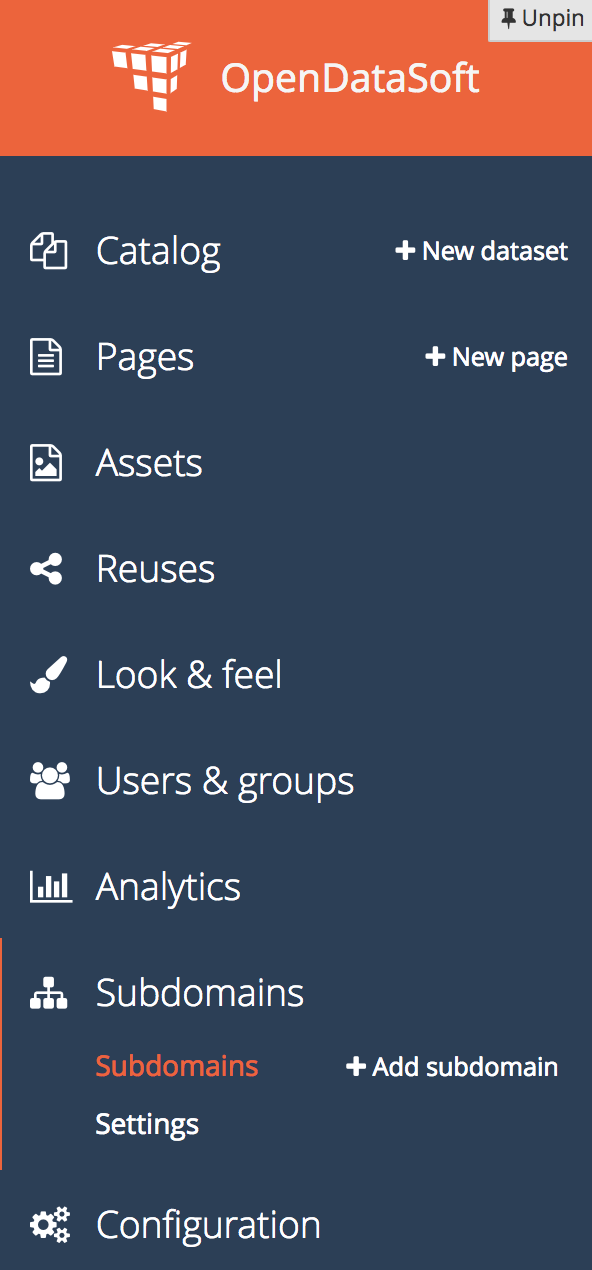 Unpin
OpenDataSoft
Catalog + New dataset
Pages + New page
Assets
Reuses
Look & feel
Users & groups
Analytics
Subdomains
Subdomains + Add subdomain
Settings
Configuration